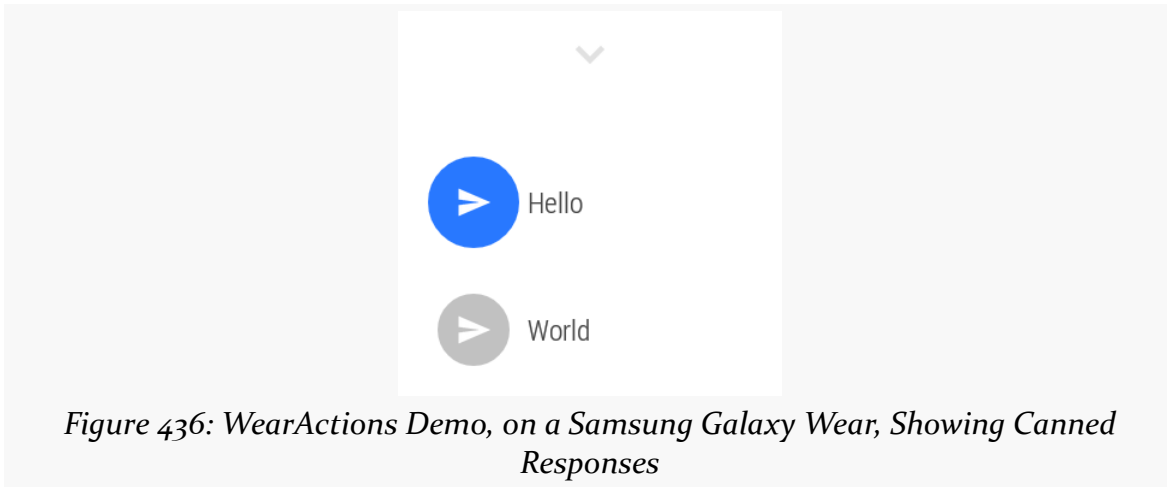 Hello
World
Figure 436: WearActions Demo, on a Samsung Galaxy Wear, Showing Canned
Responses